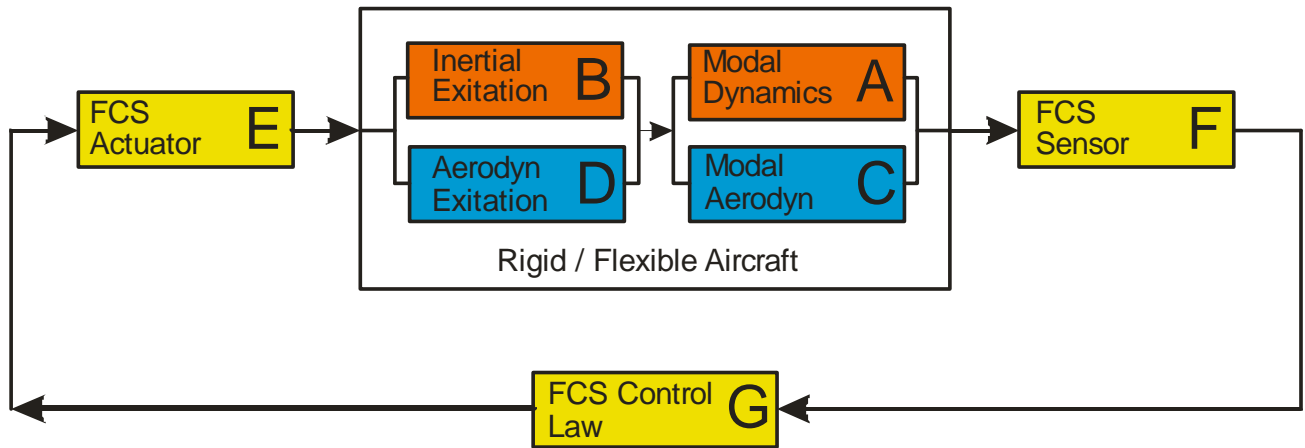 Inertial
Exitation
B
Modal
Dynamics
A
FCS
Actuator
E
Aerodyn
Exitation
D
Modal
Aerodyn
C
FCS
Sensor
F
Rigid / Flexible Aircraft
FCS Control
Law
G